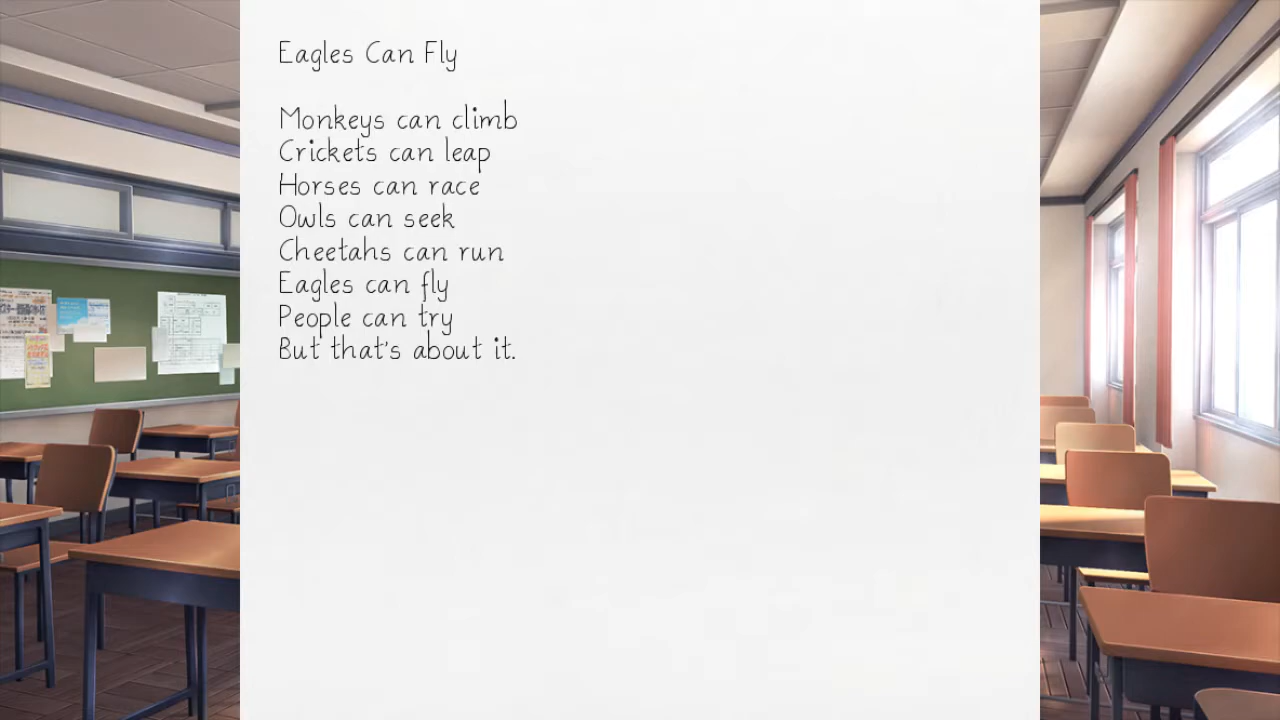 Eagles Can Fly
Monkeys can climb
Crickets can leap
Horses can race
Owls can seek
Cheetahs can run
Eagles can fly
People can try
But that's about it.